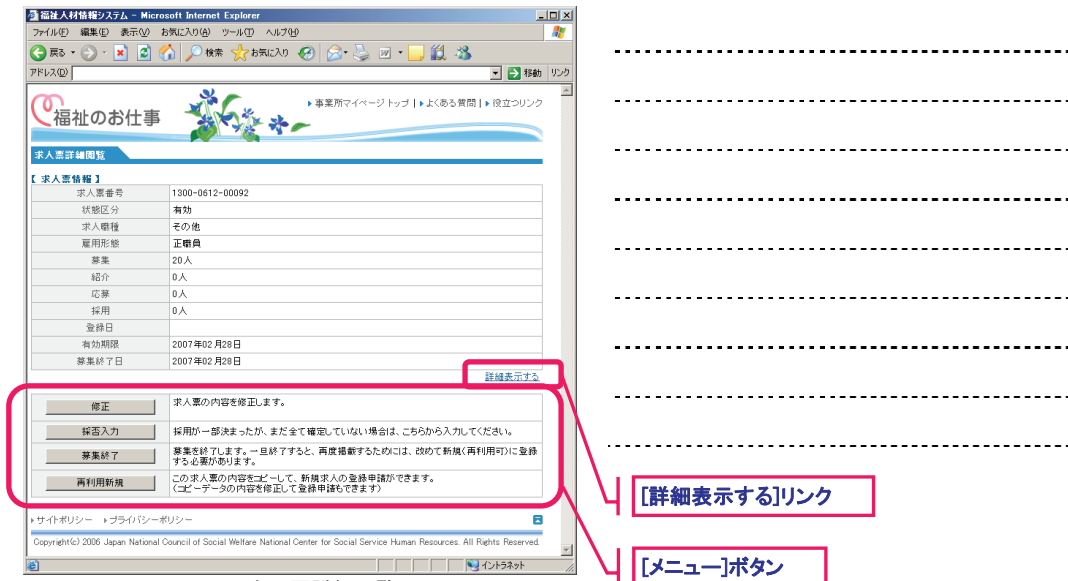 福祉人材情報システム - Microsoft Internet Explorer
ファイル(F) 編集(E) 表示(V) お気に入り(A) ツール(T) ヘルプ(H)
戻る 検索 お気に入り
アドレス(D) 移動 リンク
福祉のお仕事
事業所マイページトップ | よくある質問 | 役立つリンク
求人票詳細閲覧
【 求人票情報 】
求人票番号 1300-0612-00092
状態区分 有効
求人職種 その他
雇用形態 正職員
募集 20人
紹介 0人
応募 0人
採用 0人
登録日
有効期限 2007年02月28日
募集終了日 2007年02月28日
詳細表示する
修正 求人票の内容を修正します。
採否入力 採用が一部決まったが、まだ全て確定していない場合は、こちらから入力してください。
募集終了 募集を終了します。一旦終了すると、再度掲載するためには、改めて新規(再利用可)に登録
する必要があります。
再利用新規 この求人票の内容をコピーして、新規求人の登録申請ができます。
(コピーデータの内容を修正して登録申請もできます)
サイトポリシー プライバシーポリシー
Copyright(c) 2006 Japan National Council of Social Welfare National Center for Social Service Human Resources. All Rights Reserved.
イントラネット
[詳細表示する]リンク
[メニュー]ボタン